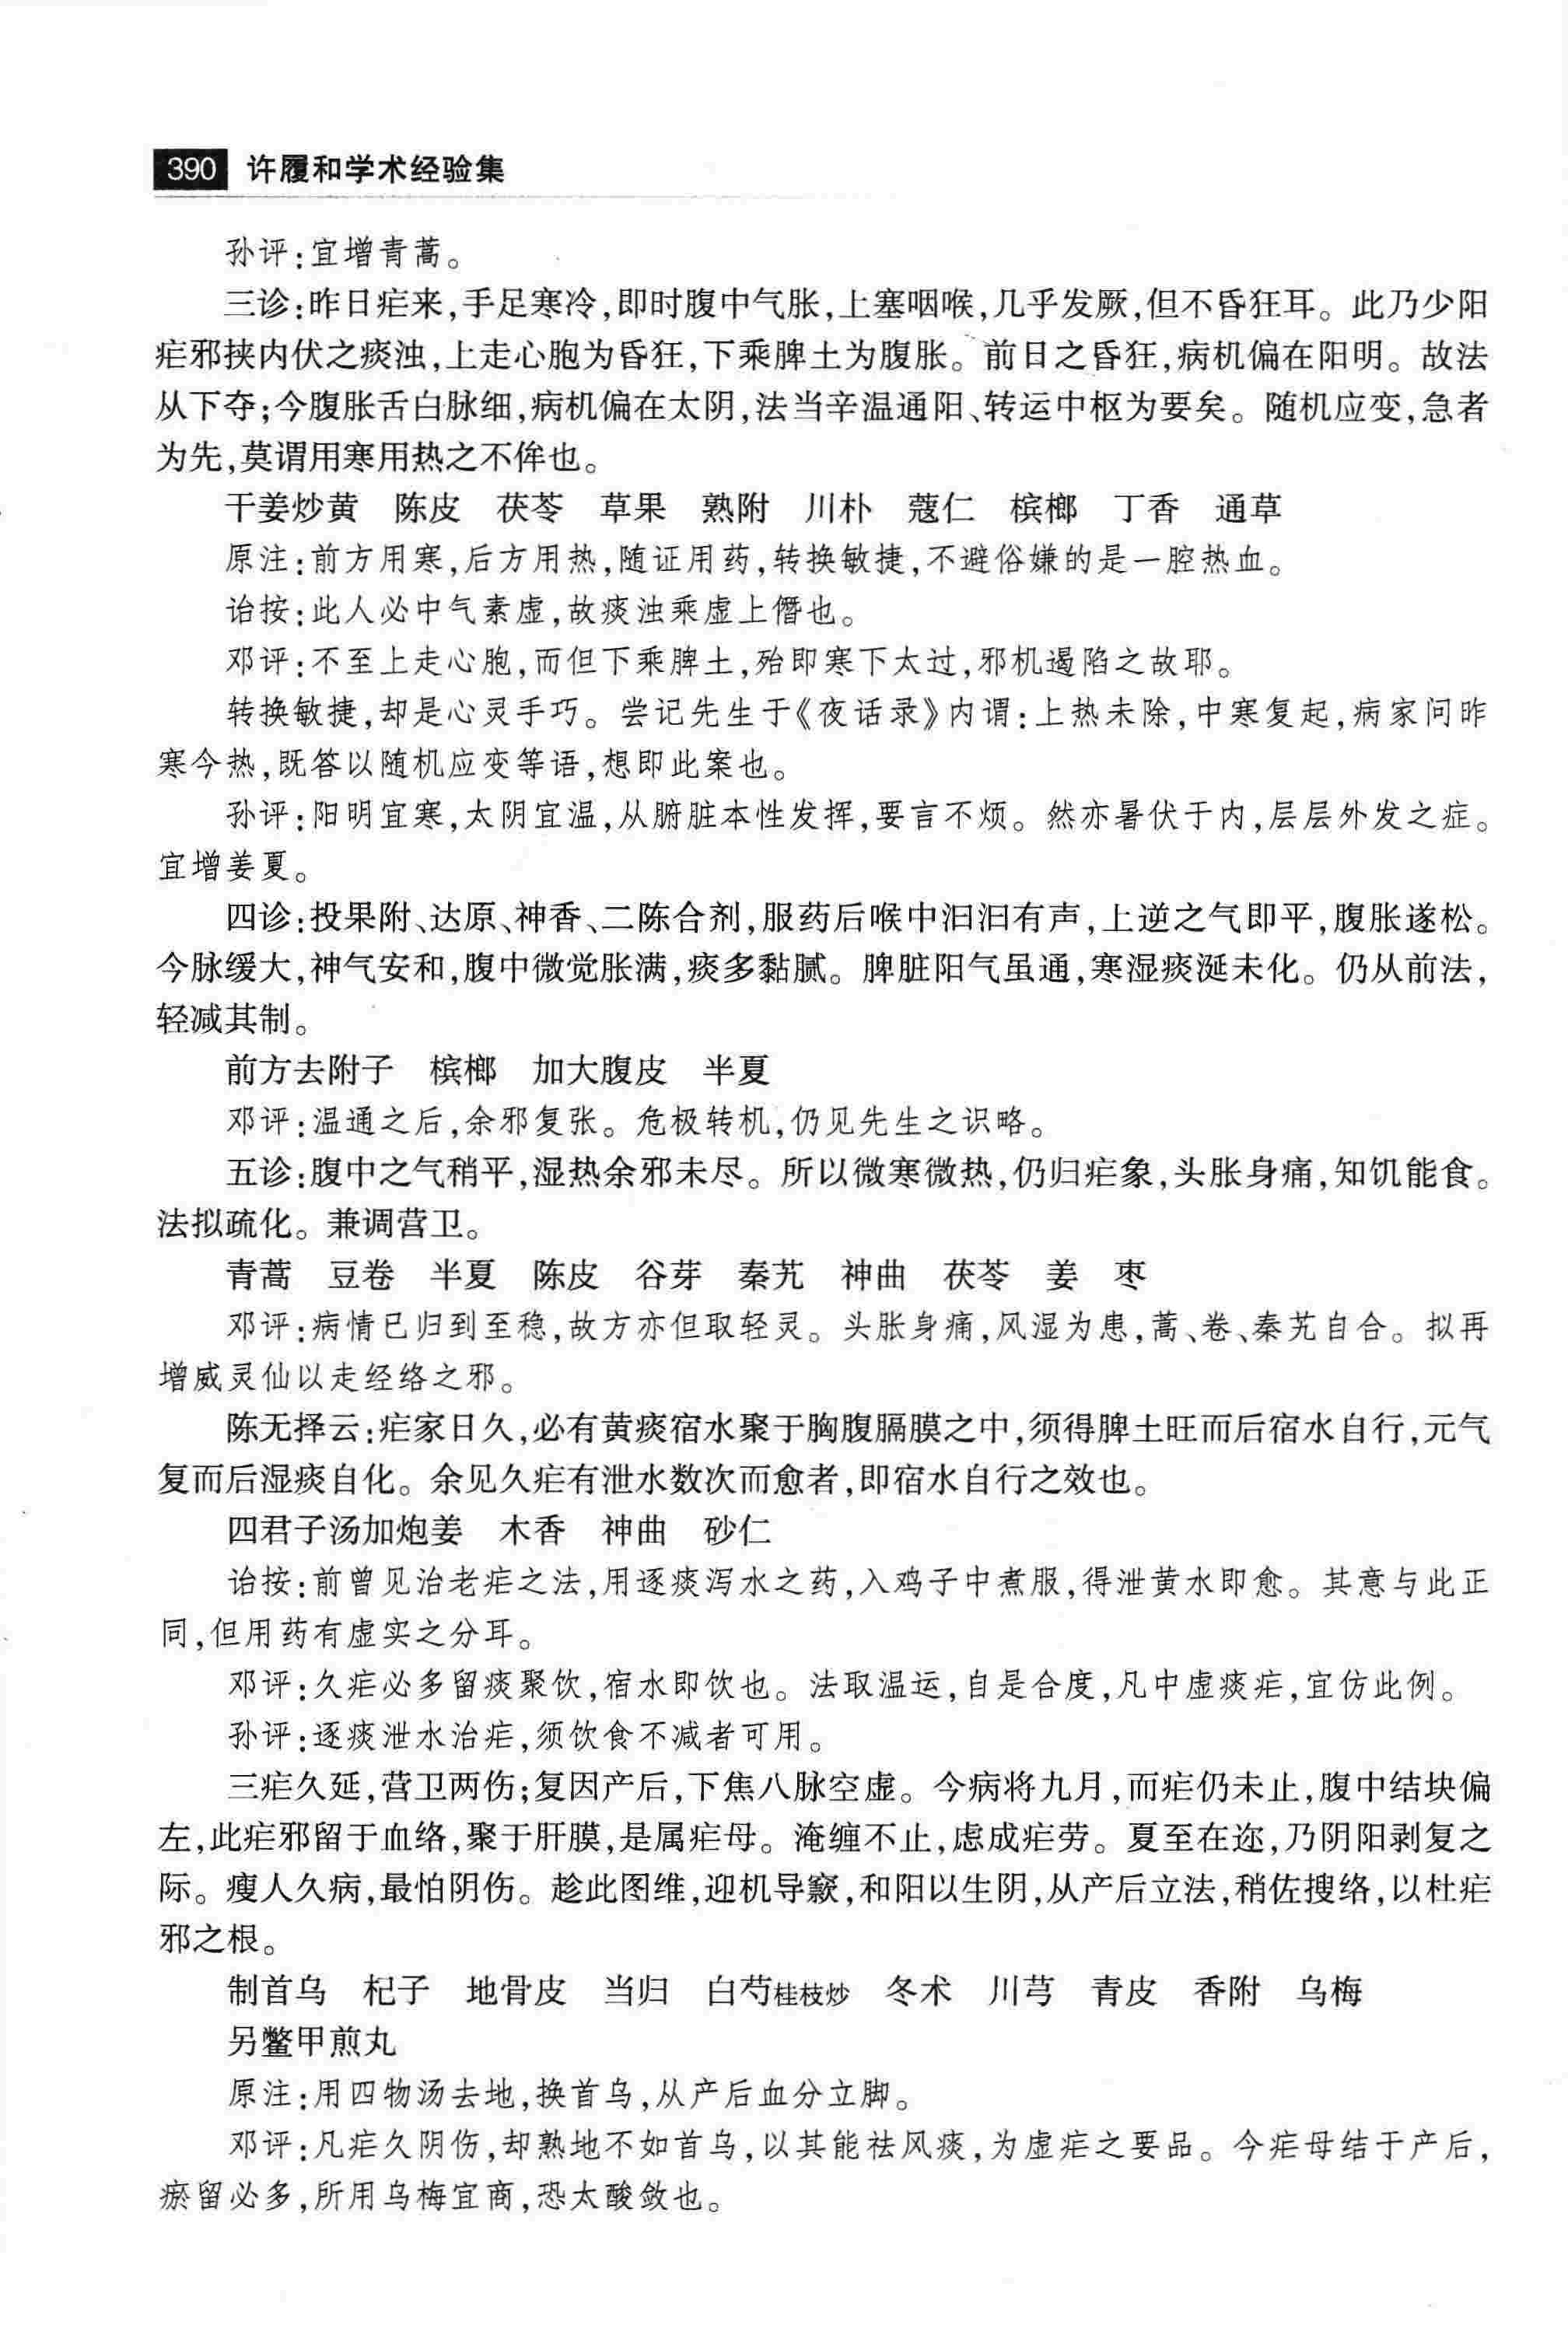 390 许履和学术经验集
孙评：宜增青蒿。
三诊：昨日疟来，手足寒冷，即时腹中气胀，上塞咽喉，几乎发厥，但不昏狂耳。此乃少阳
疟邪挟内伏之痰浊，上走心胞为昏狂，下乘脾土为腹胀。前日之昏狂，病机偏在阳明。故法
从下夺；今腹胀舌白脉细，病机偏在太阴，法当辛温通阳、转运中枢为要矣。随机应变，急者
为先，莫谓用寒用热之不侔也。
干姜炒黄　陈皮　茯苓　草果　熟附　川朴　蔻仁　槟榔　丁香　通草
原注：前方用寒，后方用热，随证用药，转换敏捷，不避俗嫌的是一腔热血。
诒按：此人必中气素虚，故痰浊乘虚上僭也。
邓评：不至上走心胞，而但下乘脾土，殆即寒下太过，邪机遏陷之故耶。
转换敏捷，却是心灵手巧。尝记先生于《夜话录》内谓：上热未除，中寒复起，病家问昨
寒今热，既答以随机应变等语，想即此案也。
孙评：阳明宜寒，太阴宜温，从腑脏本性发挥，要言不烦。然亦暑伏于内，层层外发之症。
宜增姜夏。
四诊：投果附、达原、神香、二陈合剂，服药后喉中汩汩有声，上逆之气即平，腹胀遂松。
今脉缓大，神气安和，腹中微觉胀满，痰多黏腻。脾脏阳气虽通，寒湿痰涎未化。仍从前法，
轻减其制。
前方去附子　槟榔　加大腹皮　半夏
邓评：温通之后，余邪复张。危极转机，仍见先生之识略。
五诊：腹中之气稍平，湿热余邪未尽。所以微寒微热，仍归疟象，头胀身痛，知饥能食。
法拟疏化。兼调营卫。
青蒿　豆卷　半夏　陈皮　谷芽　秦艽　神曲　茯苓　姜　枣
邓评：病情已归到至稳，故方亦但取轻灵。头胀身痛，风湿为患，蒿、卷、秦艽自合。拟再
增威灵仙以走经络之邪。
陈无择云：疟家日久，必有黄痰宿水聚于胸腹膈膜之中，须得脾土旺而后宿水自行，元气
复而后湿痰自化。余见久疟有泄水数次而愈者，即宿水自行之效也。
四君子汤加炮姜　木香　神曲　砂仁
诒按：前曾见治老疟之法，用逐痰泻水之药，入鸡子中煮服，得泄黄水即愈。其意与此正
同，但用药有虚实之分耳。
邓评：久疟必多留痰聚饮，宿水即饮也。法取温运，自是合度，凡中虚痰疟，宜仿此例。
孙评：逐痰泄水治疟，须饮食不减者可用。
三疟久延，营卫两伤；复因产后，下焦八脉空虚。今病将九月，而疟仍未止，腹中结块偏
左，此疟邪留于血络，聚于肝膜，是属疟母。淹缠不止，虑成疟劳。夏至在迩，乃阴阳剥复之
际。瘦人久病，最怕阴伤。趁此图维，迎机导窾，和阳以生阴，从产后立法，稍佐搜络，以杜疟
邪之根。
制首乌　杞子　地骨皮　当归　白芍桂枝炒　冬术　川芎　青皮　香附　乌梅
另鳖甲煎丸
原注：用四物汤去地，换首乌，从产后血分立脚。
邓评：凡疟久阴伤，却熟地不如首乌，以其能祛风痰，为虚疟之要品。今疟母结于产后，
瘀留必多，所用乌梅宜商，恐太酸敛也。